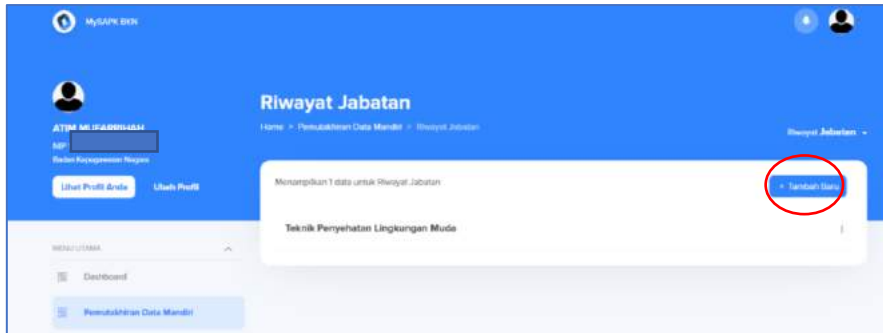 MySAPK BKN
Riwayat Jabatan
Home > Pemutakhiran Data Mandiri > Riwayat Jabatan
ATIM MUFARRIHAH
NIP
Badan Kepegawaian Negara
Riwayat Jabatan
Lihat Profil Anda
Ubah Profil
Menampilkan 1 data untuk Riwayat Jabatan
+ Tambah Baru
Teknik Penyehatan Lingkungan Muda
MENU UTAMA
Dashboard
Pemutakhiran Data Mandiri